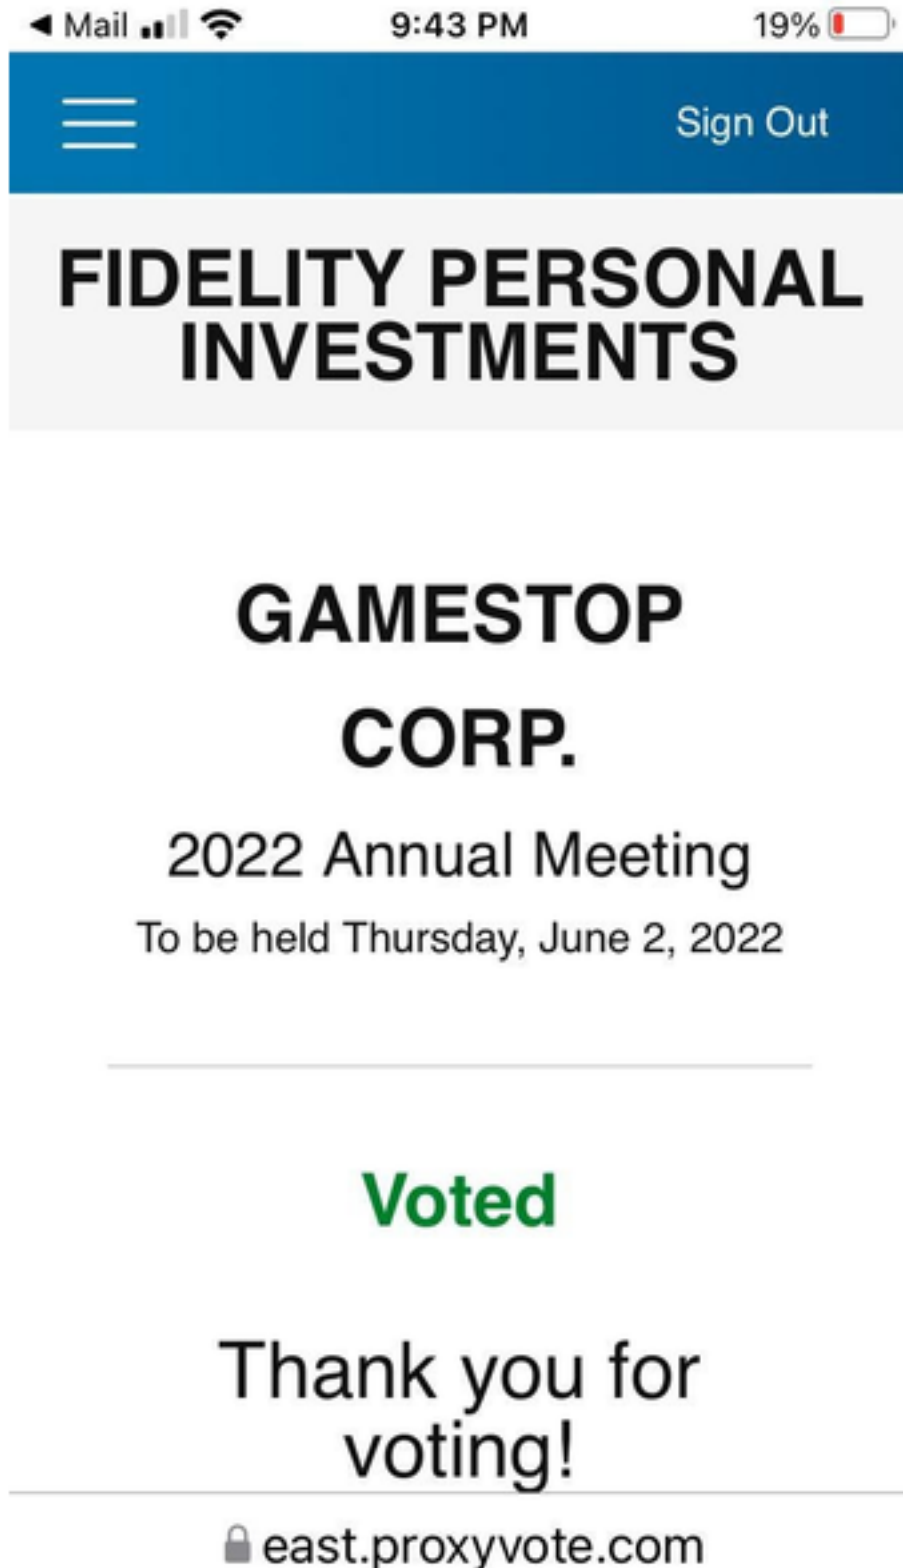 Mail 9:43 PM 19%
Sign Out
FIDELITY PERSONAL
INVESTMENTS
GAMESTOP
CORP.
2022 Annual Meeting
To be held Thursday, June 2, 2022
Voted
Thank you for
voting!
east.proxyvote.com